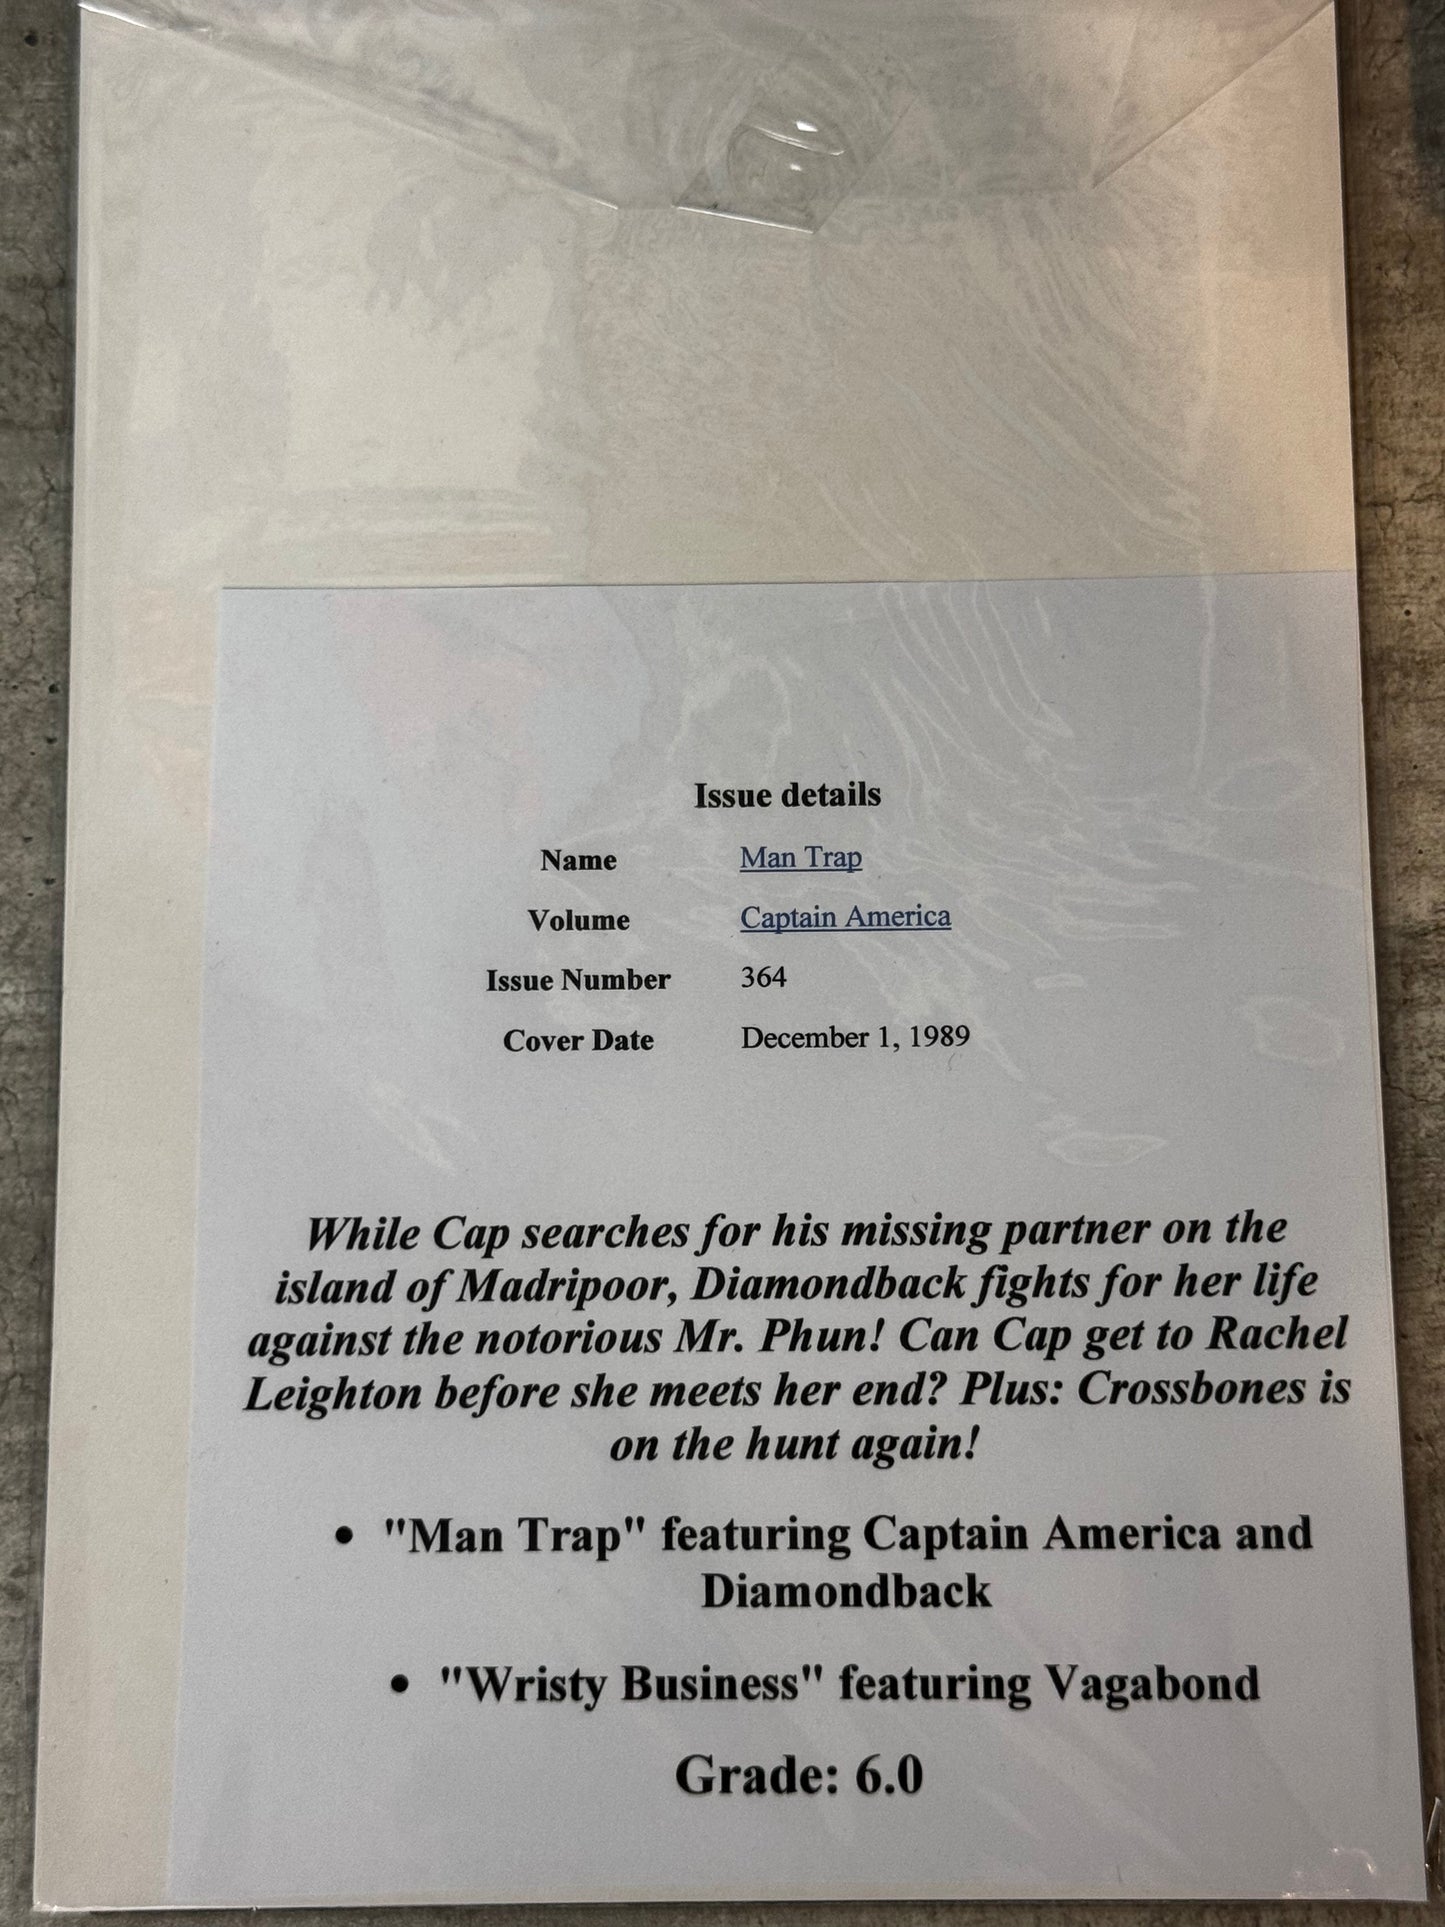 Issue details
Name Man Trap
Volume Captain America
Issue Number 364
Cover Date December 1, 1989
While Cap searches for his missing partner on the
island of Madripoor, Diamondback fights for her life
against the notorious Mr. Phun! Can Cap get to Rachel
Leighton before she meets her end? Plus: Crossbones is
on the hunt again!
• "Man Trap" featuring Captain America and
Diamondback
• "Wristy Business" featuring Vagabond
Grade: 6.0